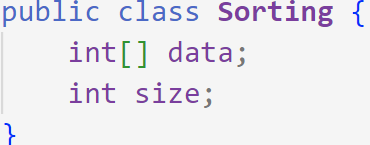 public class Sorting {
    int[] data;
    int size;
}